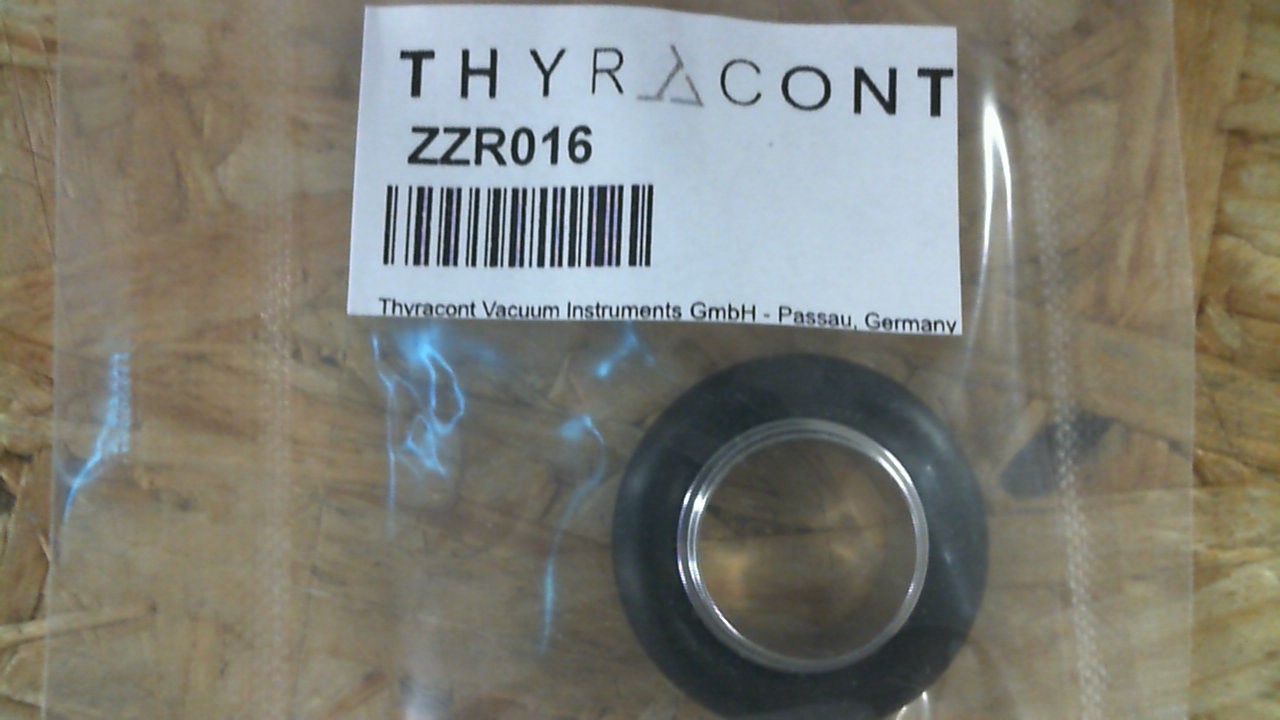 THYRACONT
ZZR016
Thyracont Vacuum Instruments GmbH - Passau, Germany